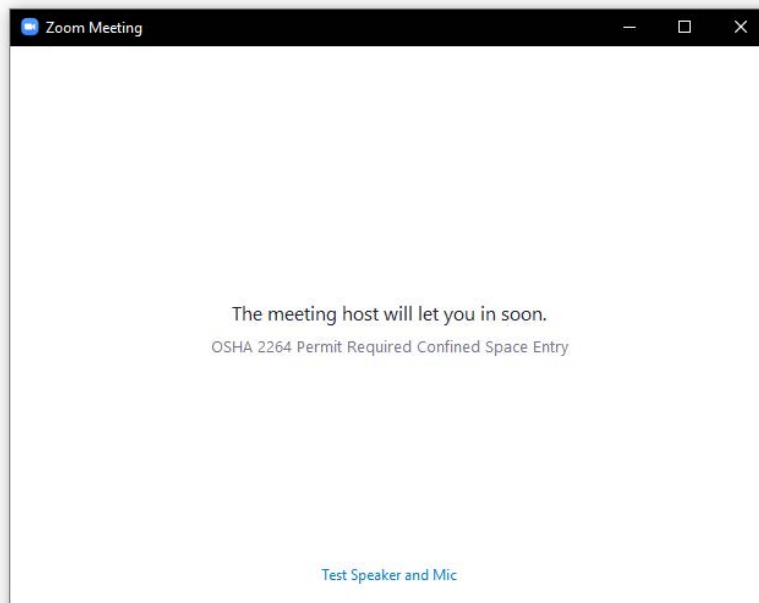 Zoom Meeting
The meeting host will let you in soon.
OSHA 2264 Permit Required Confined Space Entry
Test Speaker and Mic